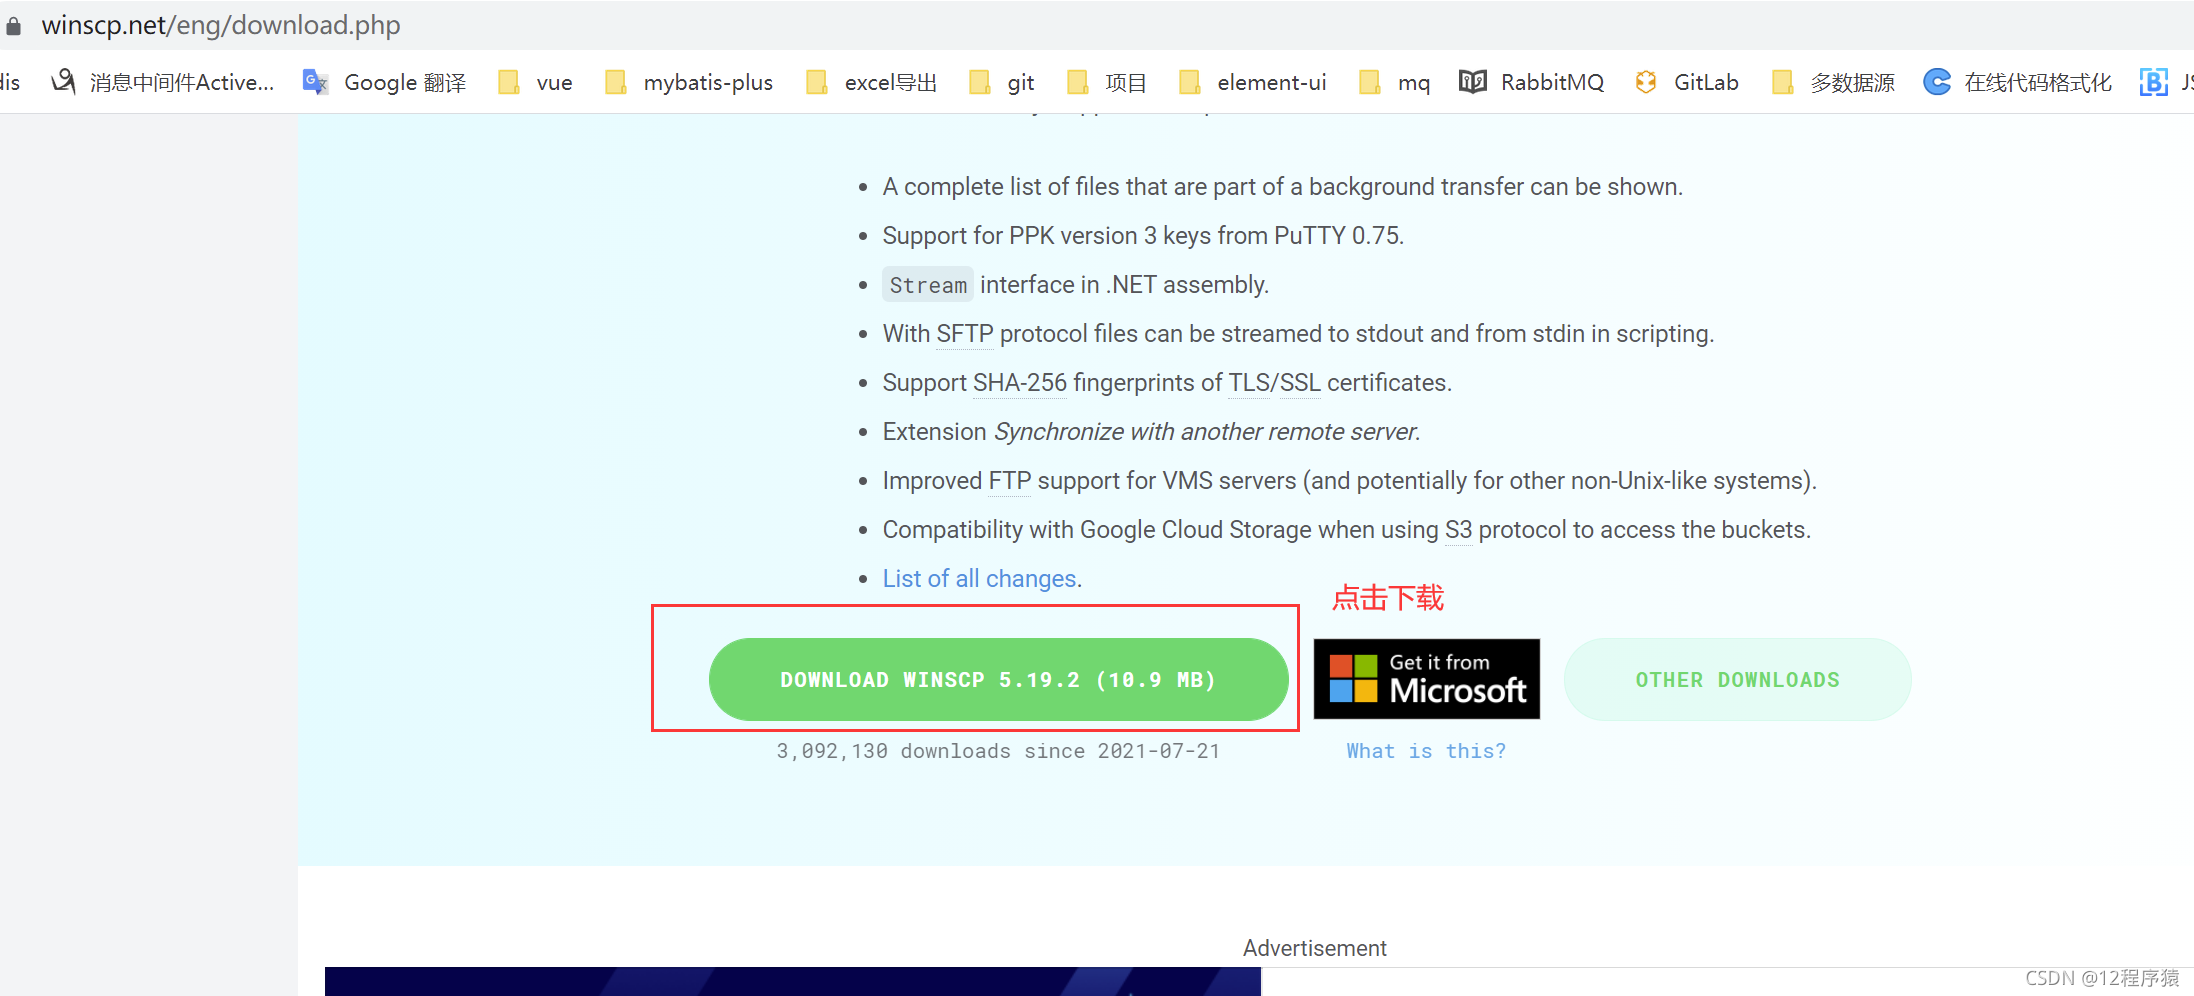 winscp.net/eng/download.php
dis 消息中间件Active... Google 翻译 vue mybatis-plus excel导出 git 项目 element-ui mq RabbitMQ GitLab 多数据源 在线代码格式化 JS
A complete list of files that are part of a background transfer can be shown.
Support for PPK version 3 keys from PuTTY 0.75.
Stream interface in .NET assembly.
With SFTP protocol files can be streamed to stdout and from stdin in scripting.
Support SHA-256 fingerprints of TLS/SSL certificates.
Extension Synchronize with another remote server.
Improved FTP support for VMS servers (and potentially for other non-Unix-like systems).
Compatibility with Google Cloud Storage when using S3 protocol to access the buckets.
List of all changes.
点击下载
DOWNLOAD WINSCP 5.19.2 (10.9 MB)
Get it from
Microsoft
OTHER DOWNLOADS
3,092,130 downloads since 2021-07-21
What is this?
Advertisement
CSDN @12程序猿